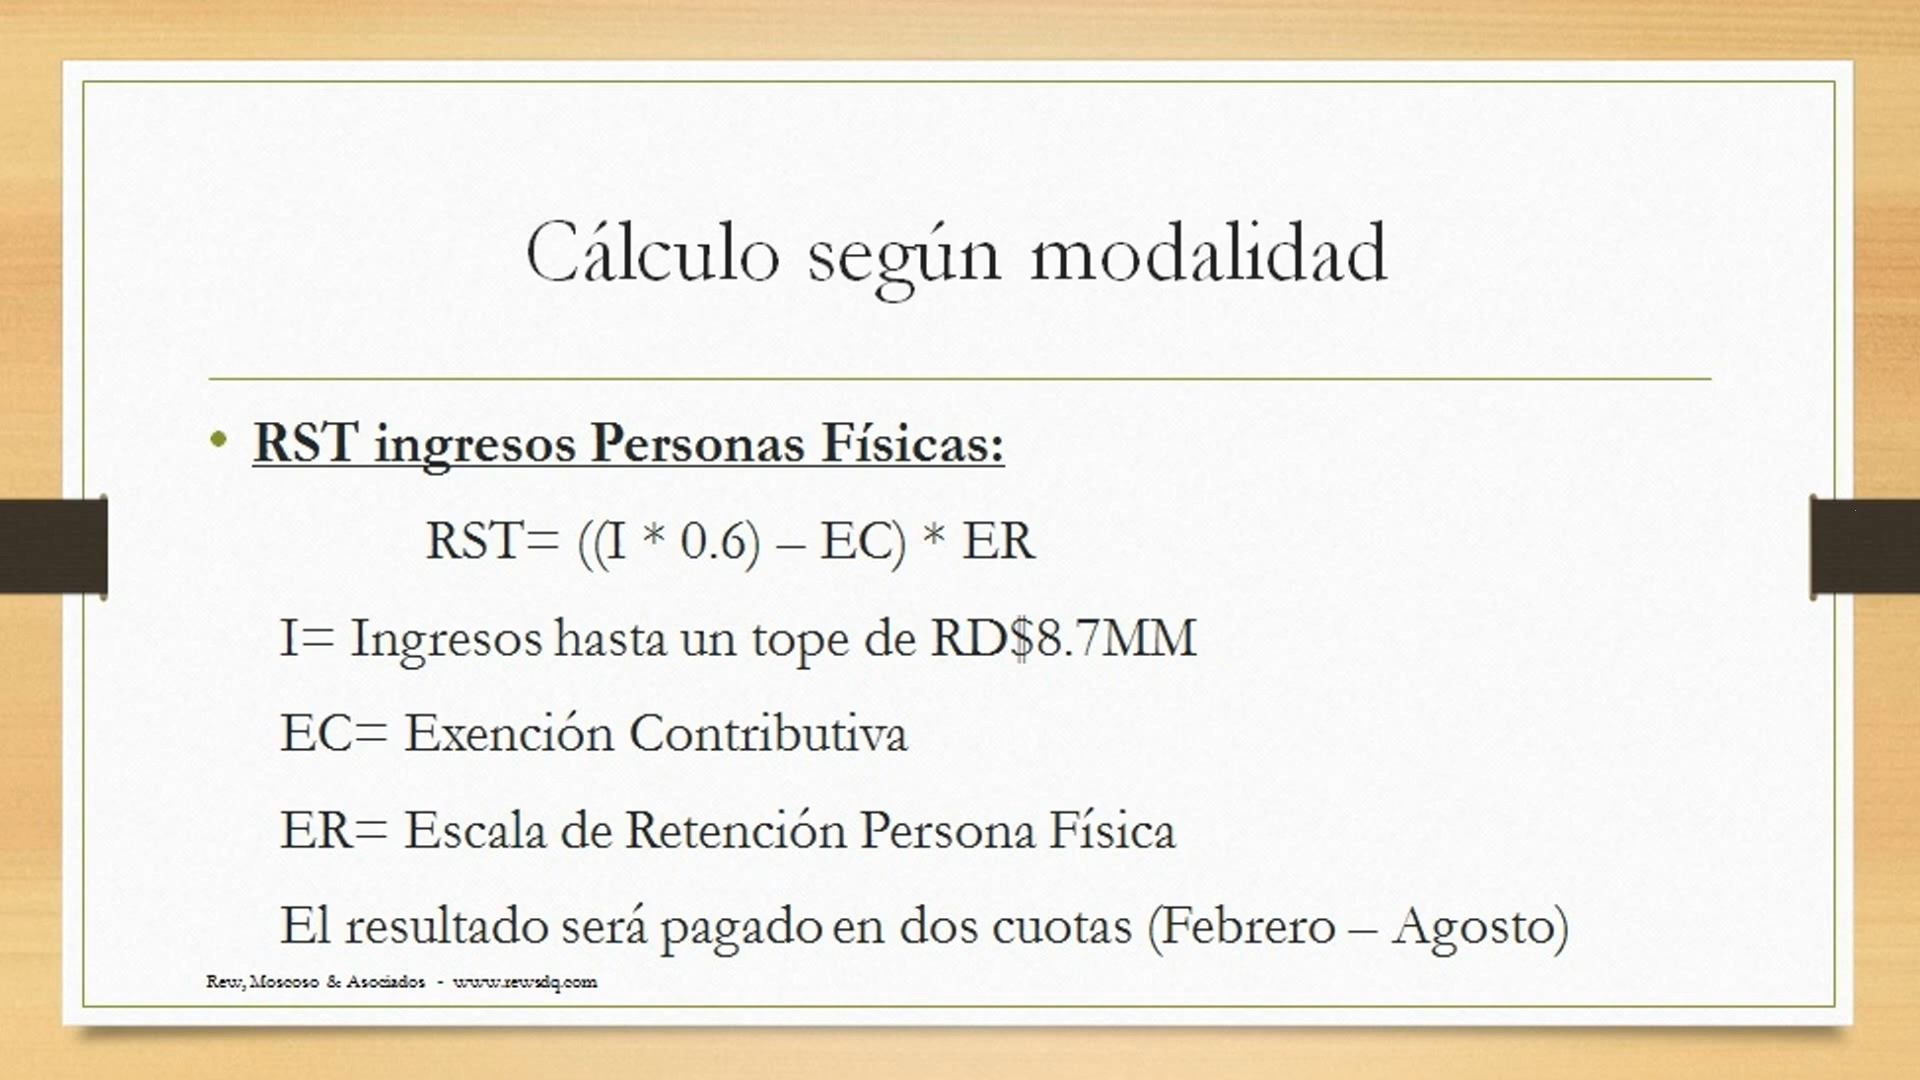 Cálculo según modalidad
• RST ingresos Personas Físicas:
RST= ((I * 0.6) – EC) * ER
I= Ingresos hasta un tope de RD$8.7MM
EC= Exención Contributiva
ER= Escala de Retención Persona Física
El resultado será pagado en dos cuotas (Febrero – Agosto)
Rew, Moscoso & Asociados - www.rewsdq.com